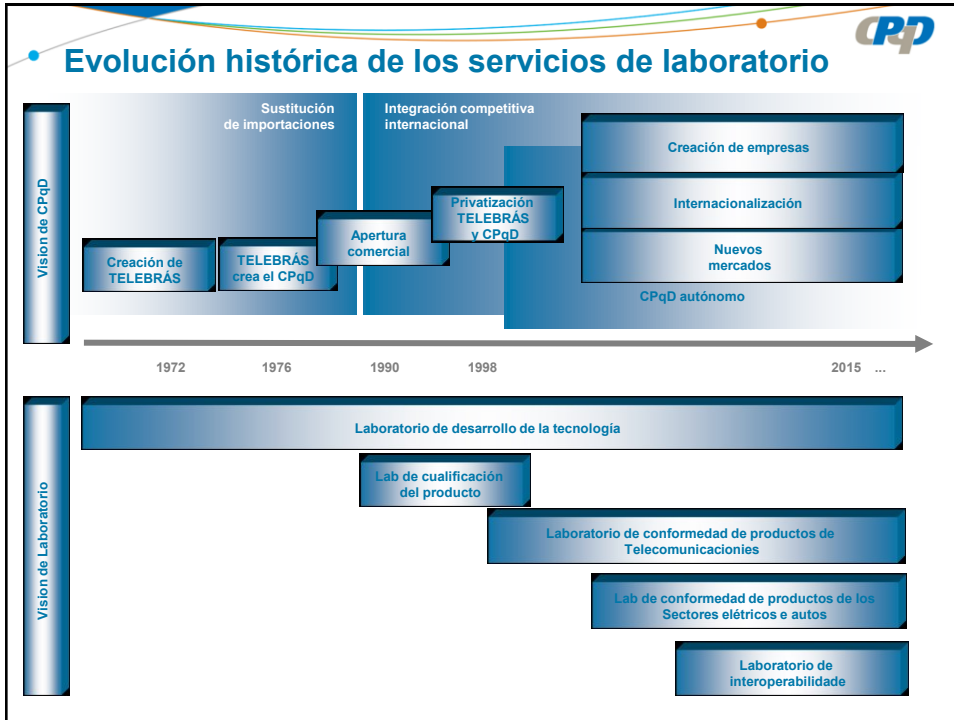 CPqD
Evolución histórica de los servicios de laboratorio
Vision de CPqD
Sustitución
de importaciones
Integración competitiva
internacional
Creación de
TELEBRÁS
TELEBRÁS
crea el CPqD
Apertura
comercial
Privatización
TELEBRÁS
y CPqD
Creación de empresas
Internacionalización
Nuevos
mercados
CPqD autónomo
1972
1976
1990
1998
2015 ...
Vision de Laboratorio
Laboratorio de desarrollo de la tecnología
Lab de cualificación
del producto
Laboratorio de conformedad de productos de
Telecomunicacionies
Lab de conformedad de productos de los
Sectores elétricos e autos
Laboratorio de
interoperabilidade